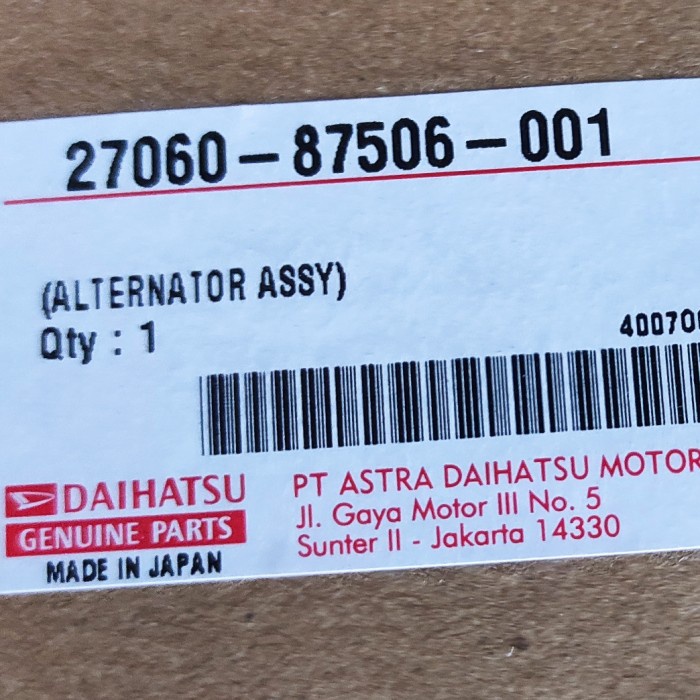 27060-87506-001
(ALTERNATOR ASSY)
Qty : 1
DAIHATSU
GENUINE PARTS
MADE IN JAPAN
PT ASTRA DAIHATSU MOTOR
Jl. Gaya Motor III No. 5
Sunter II - Jakarta 14330